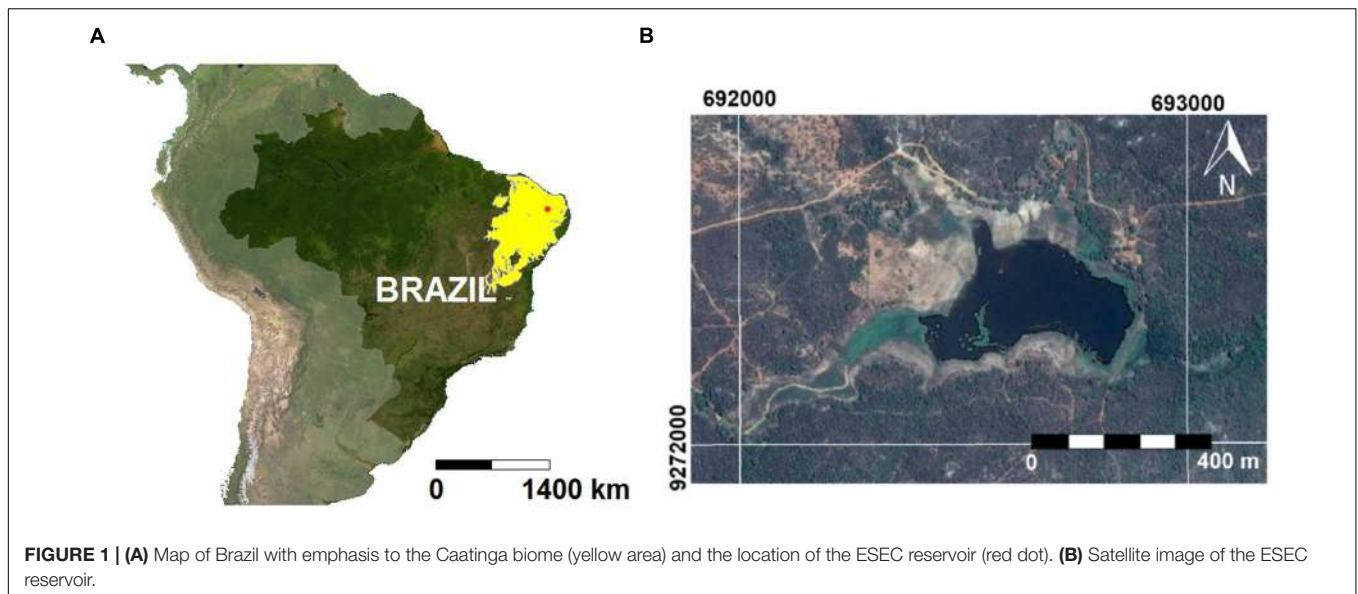 A
B
692000
693000
N
BRAZIL
9272000
0
1400 km
0
400 m
FIGURE 1 | (A) Map of Brazil with emphasis to the Caatinga biome (yellow area) and the location of the ESEC reservoir (red dot). (B) Satellite image of the ESEC
reservoir.